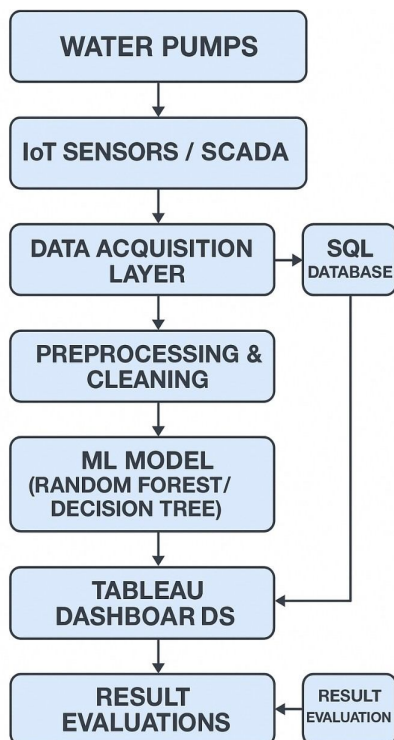 WATER PUMPS
IoT SENSORS / SCADA
DATA ACQUISITION
LAYER
SQL
DATABASE
PREPROCESSING &
CLEANING
ML MODEL
(RANDOM FOREST/
DECISION TREE)
TABLEAU
DASHBOAR DS
RESULT
EVALUATIONS
RESULT
EVALUATION